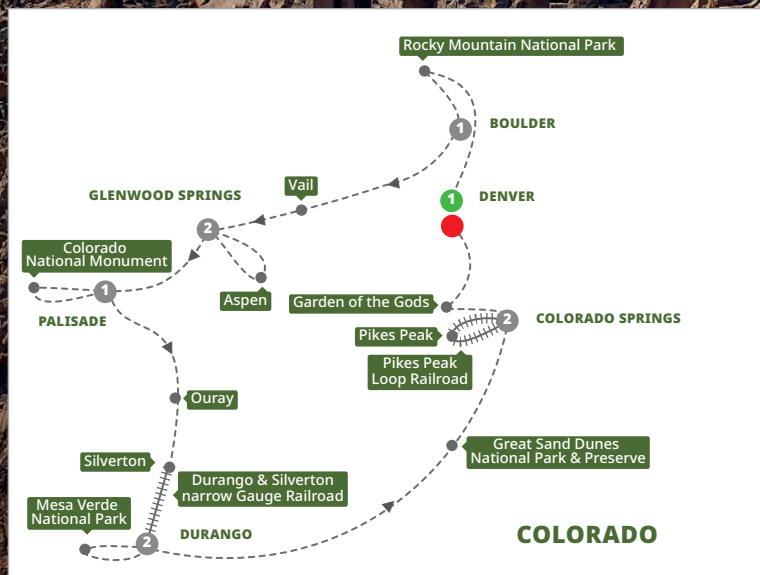 Rocky Mountain National Park
1
BOULDER
Vail
GLENWOOD SPRINGS
1
DENVER
2
Colorado
National Monument
1
Aspen
PALISADE
Garden of the Gods
2
COLORADO SPRINGS
Pikes Peak
Pikes Peak
Loop Railroad
Ouray
Silverton
Great Sand Dunes
National Park & Preserve
Durango & Silverton
narrow Gauge Railroad
Mesa Verde
National Park
2
DURANGO
COLORADO